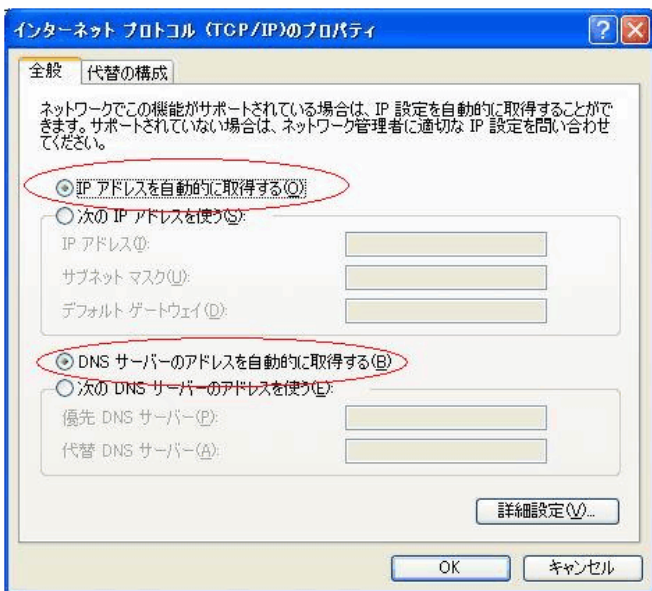 インターネット プロトコル (TCP/IP)のプロパティ
全般
代替の構成
ネットワークでこの機能がサポートされている場合は、IP 設定を自動的に取得することがで
きます。サポートされていない場合は、ネットワーク管理者に適切な IP 設定を問い合わせ
てください。
IP アドレスを自動的に取得する(O)
次の IP アドレスを使う(S):
IP アドレス(I):
サブネット マスク(U):
デフォルト ゲートウェイ(D):
DNS サーバーのアドレスを自動的に取得する(B)
次の DNS サーバーのアドレスを使う(E):
優先 DNS サーバー(P):
代替 DNS サーバー(A):
詳細設定(V)...
OK
キャンセル